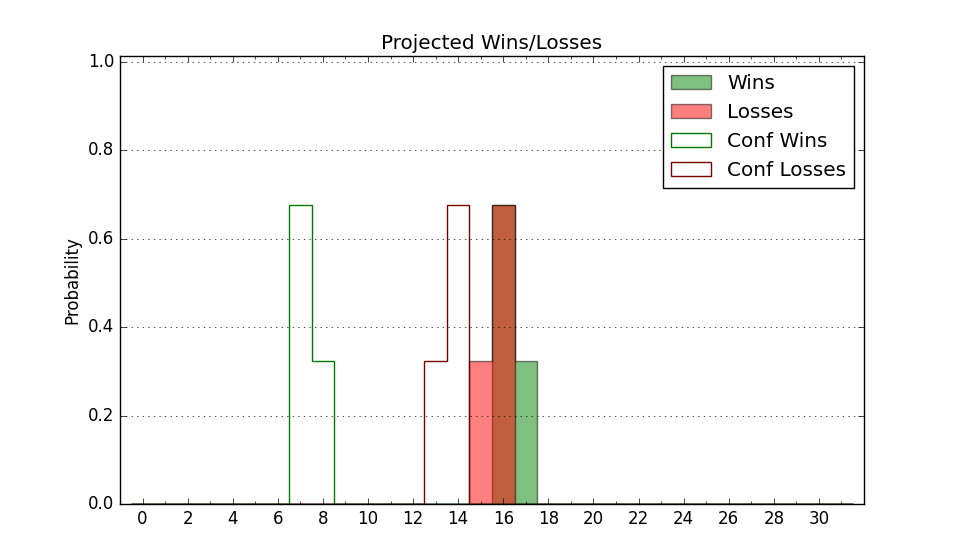 Projected Wins/Losses
1.0
0.8
0.6
0.4
0.2
0.0
Probability
Wins
Losses
Conf Wins
Conf Losses
0 2 4 6 8 10 12 14 16 18 20 22 24 26 28 30